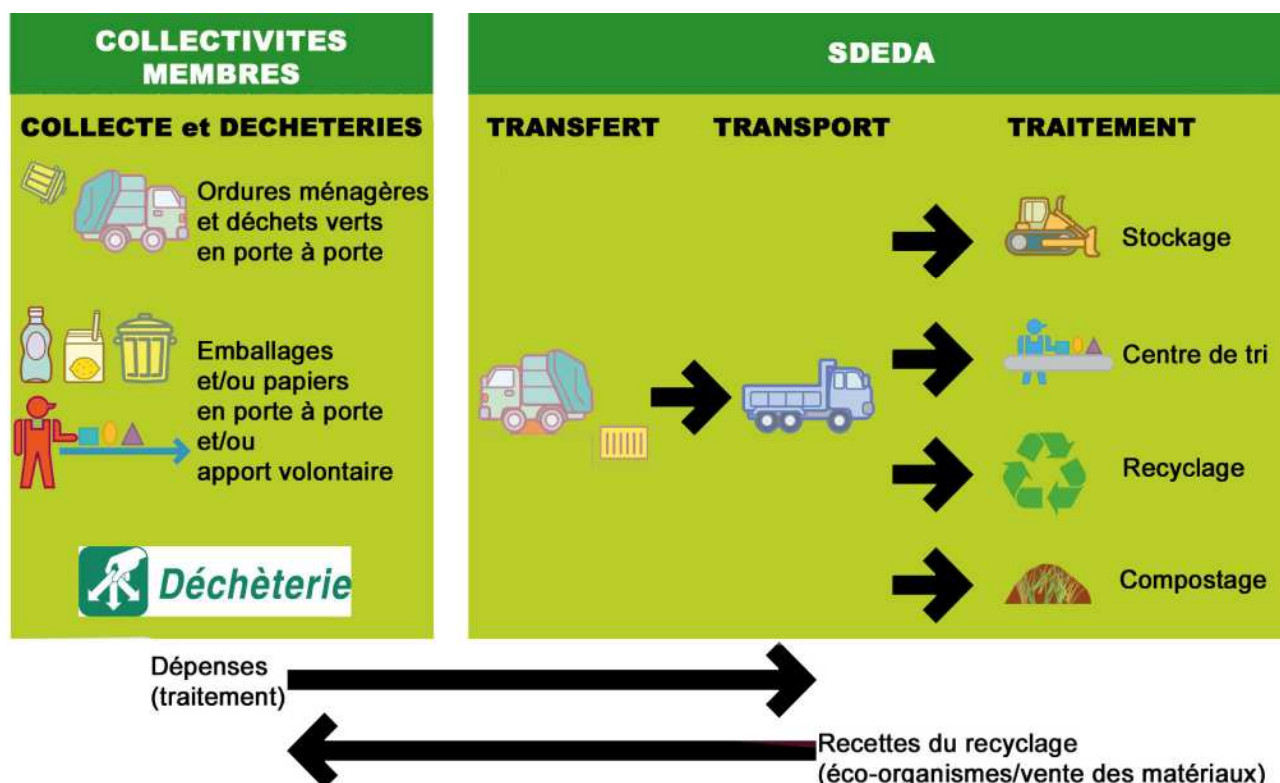 COLLECTIVITES
MEMBRES
COLLECTE et DECHETERIES
Ordures ménagères
et déchets verts
en porte à porte
Emballages
et/ou papiers
en porte à porte
et/ou
apport volontaire
Déchèterie
SDEDA
TRANSFERT
TRANSPORT
TRAITEMENT
Stockage
Centre de tri
Recyclage
Compostage
Dépenses
(traitement)
Recettes du recyclage
(éco-organismes/vente des matériaux)